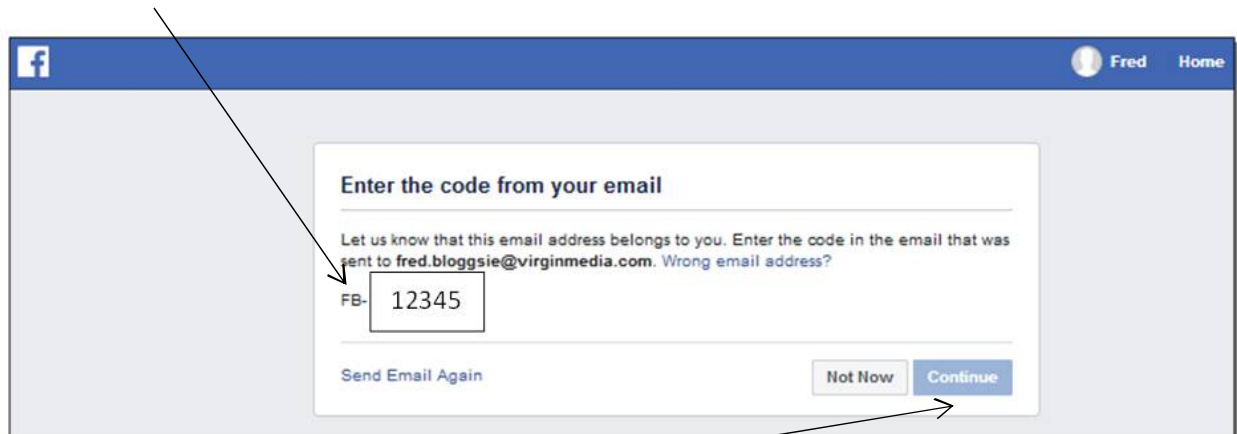 f Fred Home
Enter the code from your email
Let us know that this email address belongs to you. Enter the code in the email that was
sent to fred.bloggsie@virginmedia.com. Wrong email address?
FB- 12345
Send Email Again Not Now Continue